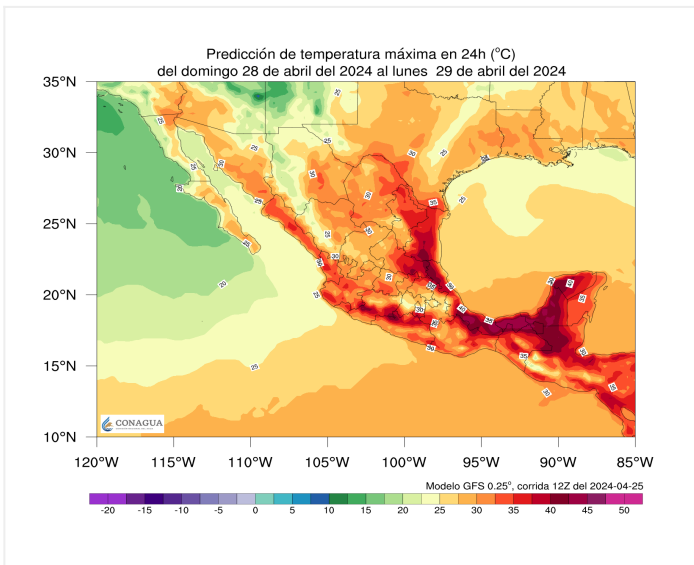 Predicción de temperatura máxima en 24h (°C)
del domingo 28 de abril del 2024 al lunes  29 de abril del 2024
35°N
30°N
25°N
20°N
15°N
10°N
120°W 115°W 110°W 105°W 100°W 95°W 90°W 85°W
CONAGUA
Modelo GFS 0.25°, corrida 12Z del 2024-04-25
-20 -15 -10 -5 0 5 10 15 20 25 30 35 40 45 50